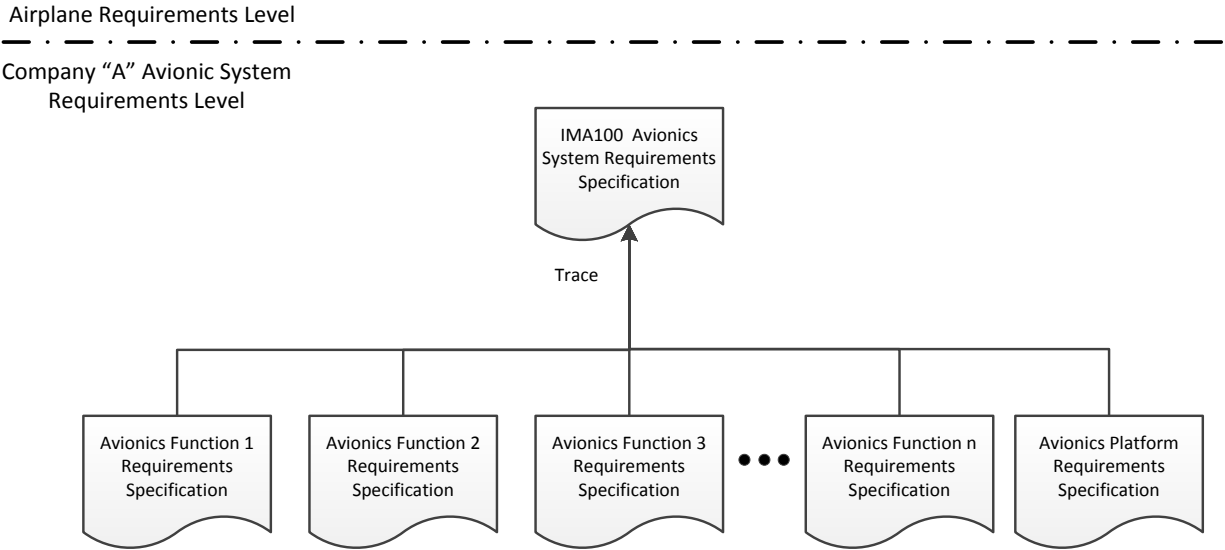 Airplane Requirements Level
Company “A” Avionic System
Requirements Level
IMA100  Avionics
System Requirements
Specification
Trace
Avionics Function 1
Requirements
Specification
Avionics Function 2
Requirements
Specification
Avionics Function 3
Requirements
Specification
Avionics Function n
Requirements
Specification
Avionics Platform
Requirements
Specification